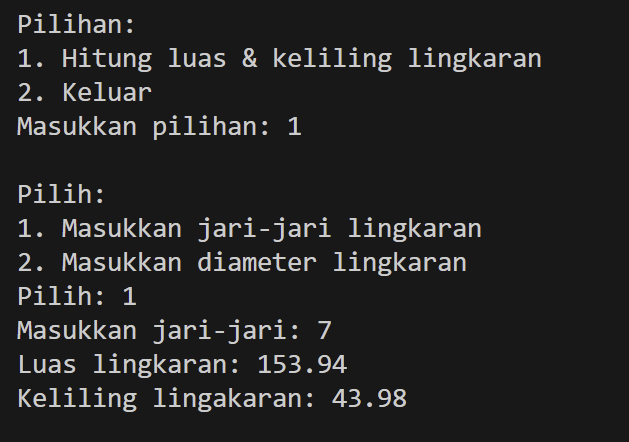 Pilihan:
1. Hitung luas & keliling lingkaran
2. Keluar
Masukkan pilihan: 1
Pilih:
1. Masukkan jari-jari lingkaran
2. Masukkan diameter lingkaran
Pilih: 1
Masukkan jari-jari: 7
Luas lingkaran: 153.94
Keliling lingakaran: 43.98